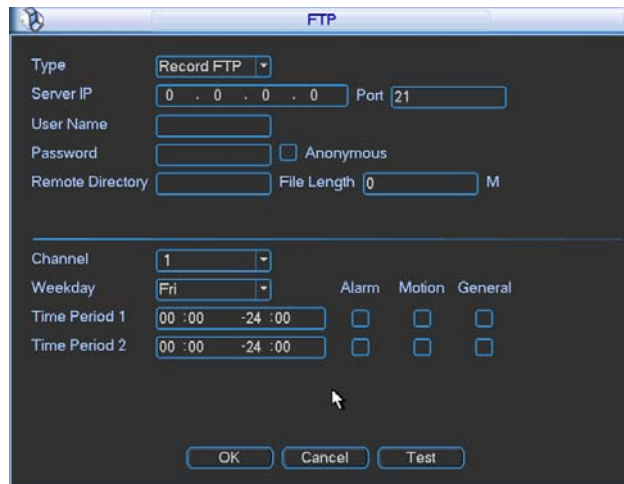 FTP
Type Record FTP
Server IP 0 . 0 . 0 . 0 Port 21
User Name
Password Anonymous
Remote Directory File Length 0 M
Channel 1
Weekday Fri Alarm Motion General
Time Period 1 00 :00 -24 :00
Time Period 2 00 :00 -24 :00
OK Cancel Test